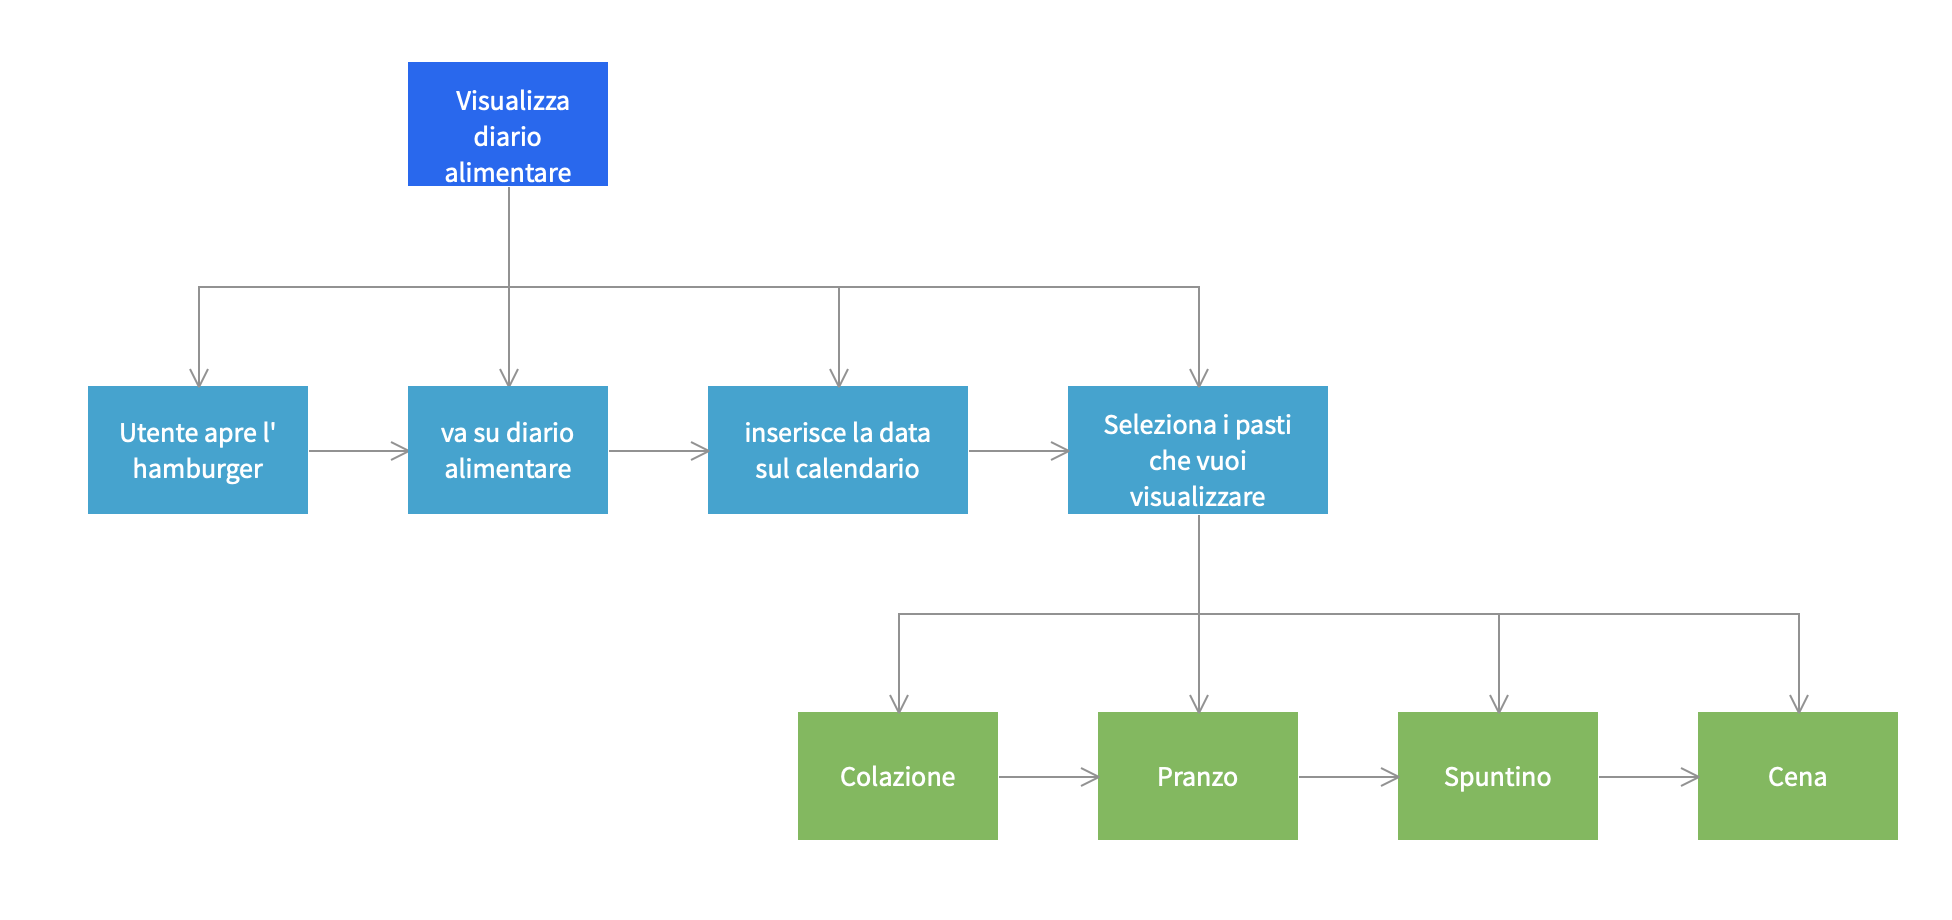 Visualizza
diario
alimentare
Utente apre l'
hamburger
va su diario
alimentare
inserisce la data
sul calendario
Seleziona i pasti
che vuoi
visualizzare
Colazione
Pranzo
Spuntino
Cena